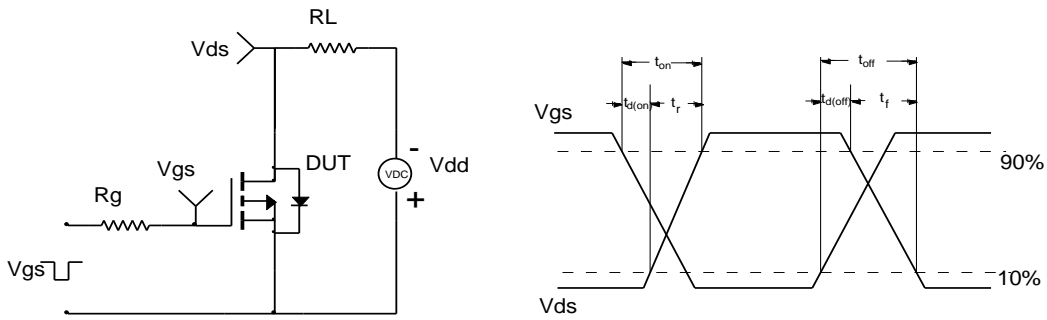 RL
Vds
Vgs
DUT
VDC
-
Vdd
+
Rg
Vgs
ton
toff
td(on)
tr
td(off)
tf
Vgs
90%
10%
Vds